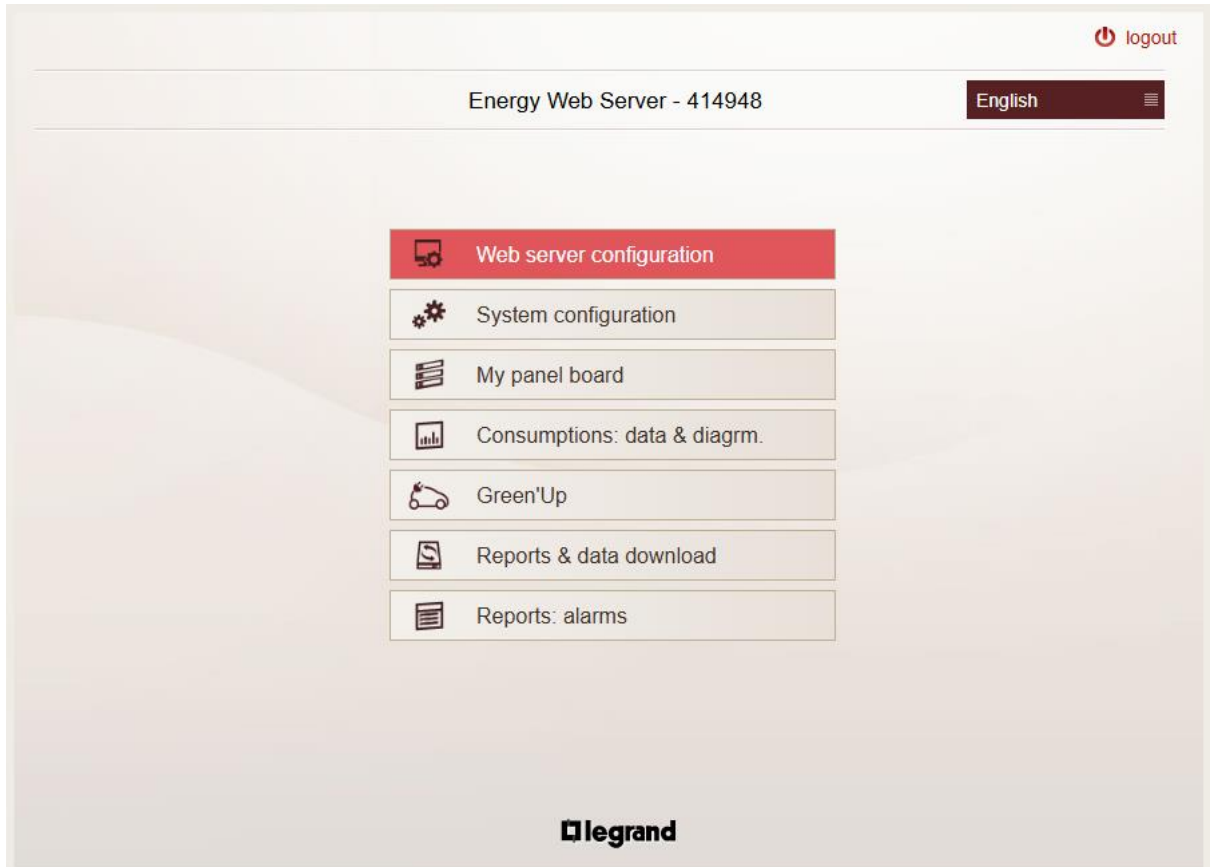 logout
Energy Web Server - 414948
English
Web server configuration
System configuration
My panel board
Consumptions: data & diagrm.
Green'Up
Reports & data download
Reports: alarms
legrand